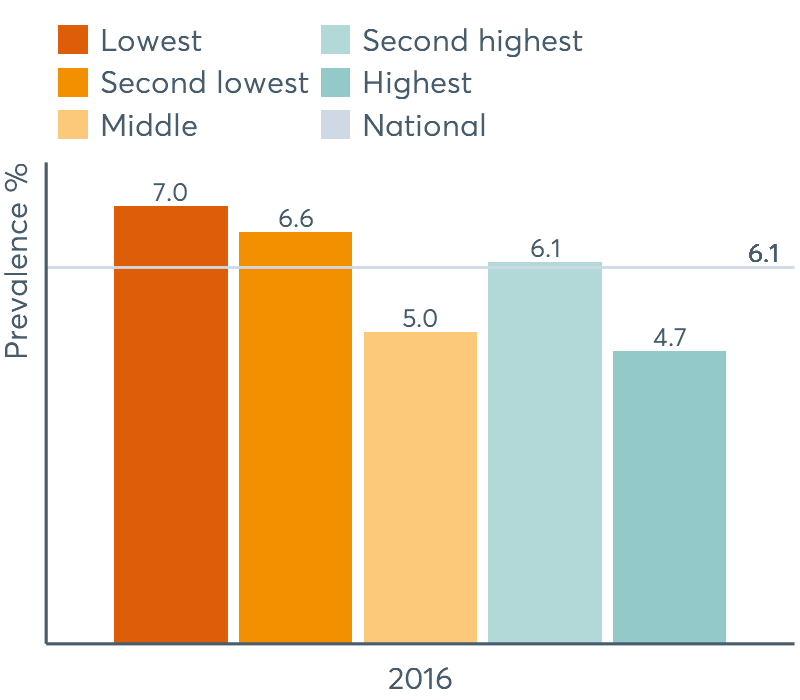 Lowest
Second lowest
Middle
Second highest
Highest
National
Prevalence %
7.0
6.6
5.0
6.1
4.7
6.1
2016